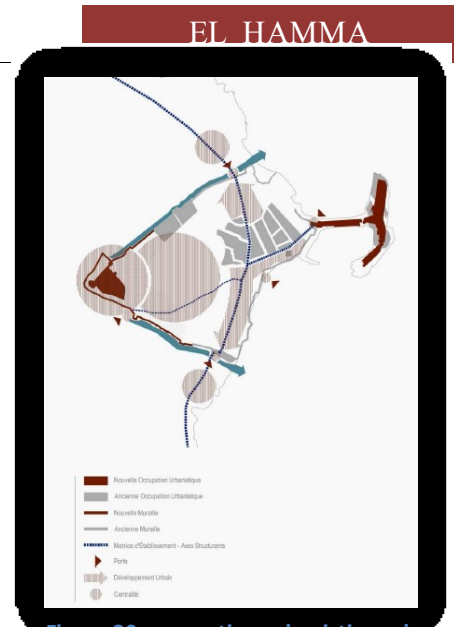 EL HAMMA
Nouvelle Occupation Urbanistique
Ancienne Occupation Urbanistique
Nouvelle Muraille
Ancienne Muraille
Matrice d'Établissement - Axes Structurants
Porte
Développement Urbain
Centralité